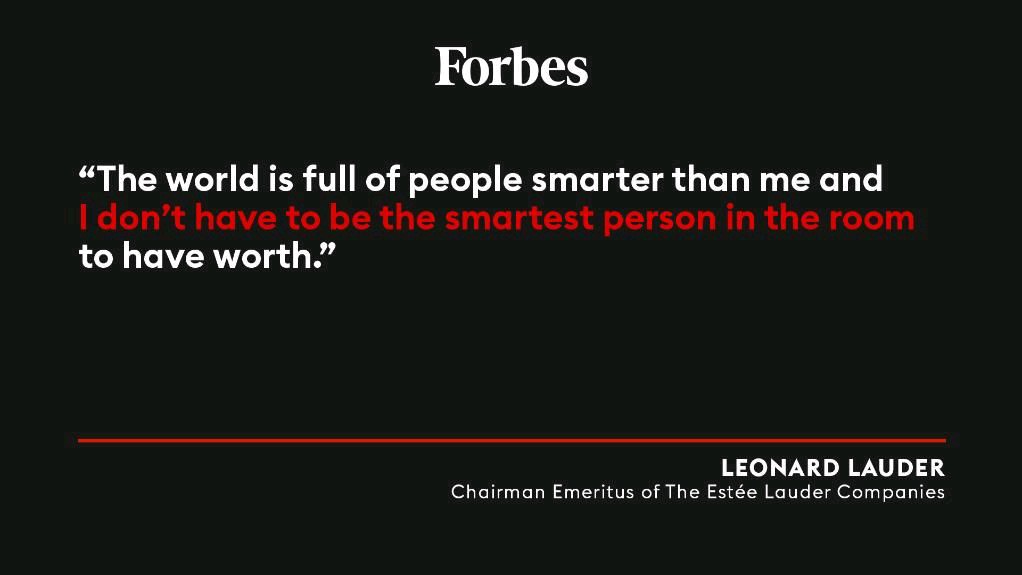 Forbes
“The world is full of people smarter than me and
I don’t have to be the smartest person in the room
to have worth.”
LEONARD LAUDER
Chairman Emeritus of The Estée Lauder Companies